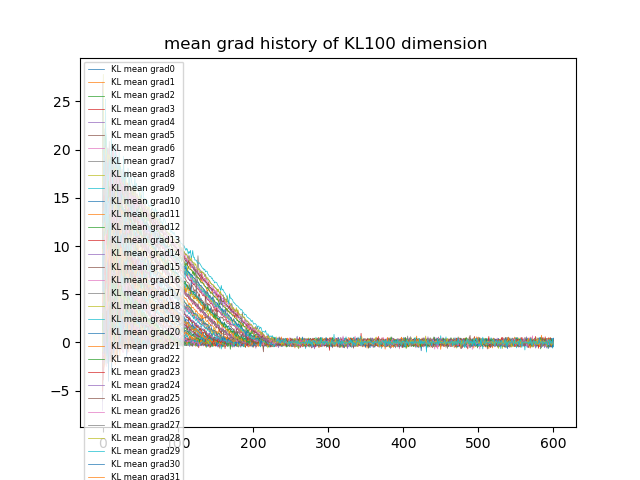 mean grad history of KL100 dimension
25
20
15
10
5
0
−5
KL mean grad0
KL mean grad1
KL mean grad2
KL mean grad3
KL mean grad4
KL mean grad5
KL mean grad6
KL mean grad7
KL mean grad8
KL mean grad9
KL mean grad10
KL mean grad11
KL mean grad12
KL mean grad13
KL mean grad14
KL mean grad15
KL mean grad16
KL mean grad17
KL mean grad18
KL mean grad19
KL mean grad20
KL mean grad21
KL mean grad22
KL mean grad23
KL mean grad24
KL mean grad25
KL mean grad26
KL mean grad27
KL mean grad28
KL mean grad29
KL mean grad30
KL mean grad31
0 100 200 300 400 500 600